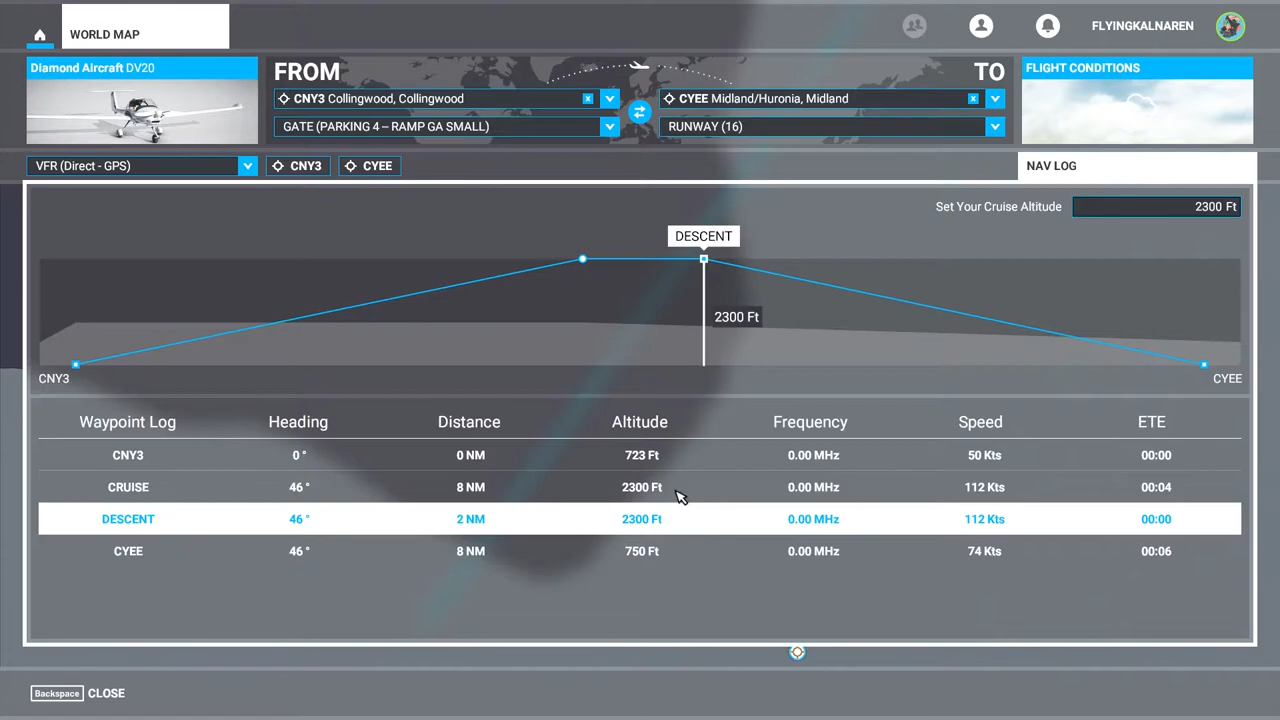 WORLD MAP
FLYINGKALNAREN
Diamond Aircraft DV20
FROM
TO
FLIGHT CONDITIONS
CNY3 Collingwood, Collingwood
CYEE Midland/Huronia, Midland
GATE (PARKING 4 – RAMP GA SMALL)
RUNWAY (16)
VFR (Direct - GPS)
CNY3
CYEE
NAV LOG
Set Your Cruise Altitude
2300 Ft
DESCENT
2300 Ft
CNY3
CYEE
Waypoint Log Heading Distance Altitude Frequency Speed ETE
CNY3 0 ° 0 NM 723 Ft 0.00 MHz 50 Kts 00:00
CRUISE 46 ° 8 NM 2300 Ft 0.00 MHz 112 Kts 00:04
DESCENT 46 ° 2 NM 2300 Ft 0.00 MHz 112 Kts 00:00
CYEE 46 ° 8 NM 750 Ft 0.00 MHz 74 Kts 00:06
Backspace CLOSE